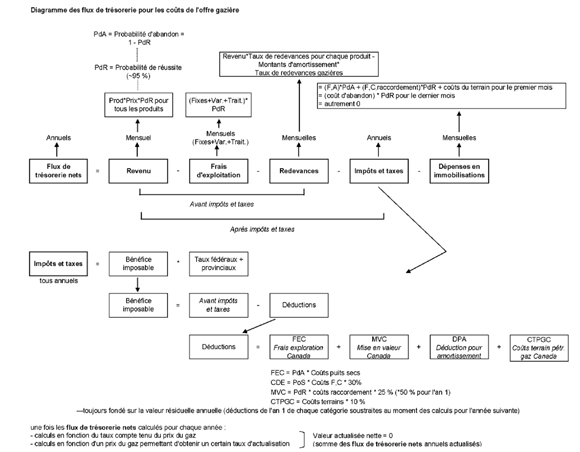 Diagramme des flux de trésorerie pour les coûts de l'offre gazière
PdA = Probabilité d'abandon =
1 - PdR
PdR = Probabilité de réussite
(~95 %)
Revenu*Taux de redevances pour chaque produit -
Montants d'amortissement*
Taux de redevances gazières
Prod*Prix*PdR pour
tous les produits
(Fixes+Var.+Trait.)*
PdR
= (F,A)*PdA + (F,C,raccordement)*PdR + coûts du terrain pour le premier mois
= (coût d'abandon) * PdR pour le dernier mois
= autrement 0
Annuels
Mensuel
Mensuels
(Fixes+Var.+Trait.)
Mensuelles
Annuels
Mensuelles
Flux de
trésorerie nets
=
Revenu
-
Frais
d'exploitation
-
Redevances
-
Impôts et taxes
-
Dépenses en
immobilisations
Avant impôts et taxes
Après impôts et taxes
Impôts et taxes
=
Bénéfice
imposable
*
Taux fédéraux +
provinciaux
tous annuels
Bénéfice
imposable
=
Avant impôts
et taxes
-
Déductions
Déductions
=
FEC
Frais exploration
Canada
+
MVC
Mise en valeur
Canada
+
DPA
Déduction pour
amortissement
+
CTPGC
Coûts terrain pétr.
gaz Canada
FEC = PdA * Coûts puits secs
CDE = PoS * Coûts F,C * 30%
MVC = PdR * coûts raccordement * 25 % (*50 % pour l'an 1)
CTPGC = Coûts terrains * 10 %
—toujours fondé sur la valeur résiduelle annuelle (déductions de l'an 1 de chaque catégorie soustraites au moment des calculs pour l'année suivante)
une fois les flux de trésorerie nets calculés pour chaque année :
- calculs en fonction du taux compte tenu du prix du gaz
- calculs en fonction d'un prix du gaz permettant d'obtenir un certain taux d'actualisation.
Valeur actualisée nette = 0
(somme des flux de trésorerie nets annuels actualisés)